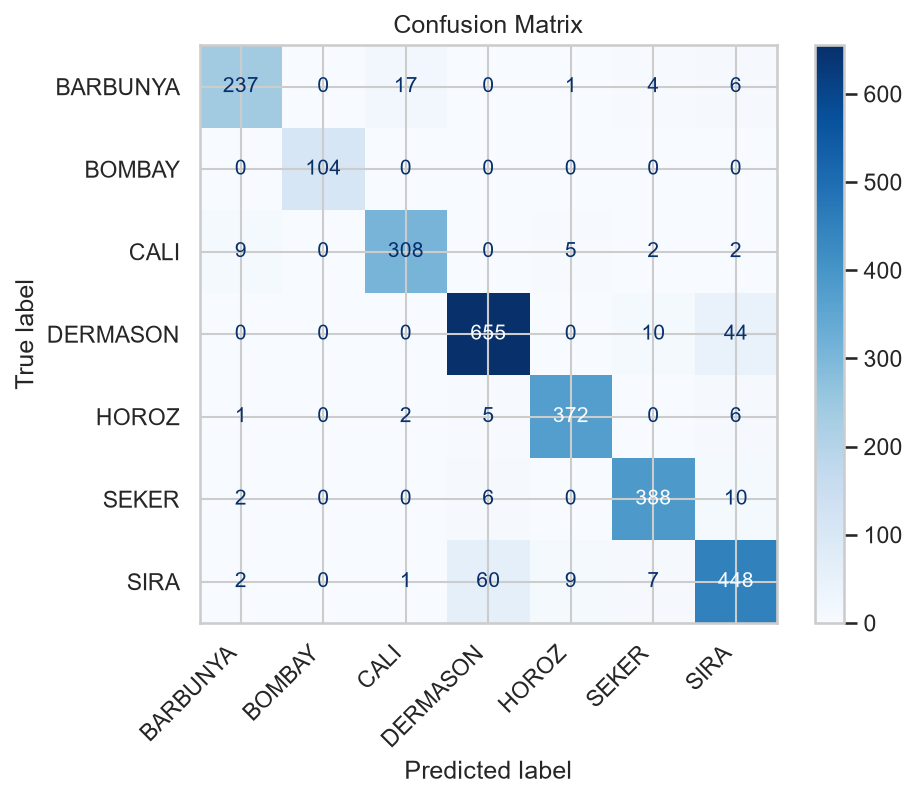 Confusion Matrix
BARBUNYA 237 0 17 0 1 4 6
BOMBAY 0 104 0 0 0 0 0
CALI 9 0 308 0 5 2 2
DERMASON 0 0 0 655 0 10 44
HOROZ 1 0 2 5 372 0 6
SEKER 2 0 0 6 0 388 10
SIRA 2 0 1 60 9 7 448
True label
BARBUNYA BOMBAY CALI DERMASON HOROZ SEKER SIRA
Predicted label
600
500
400
300
200
100
0